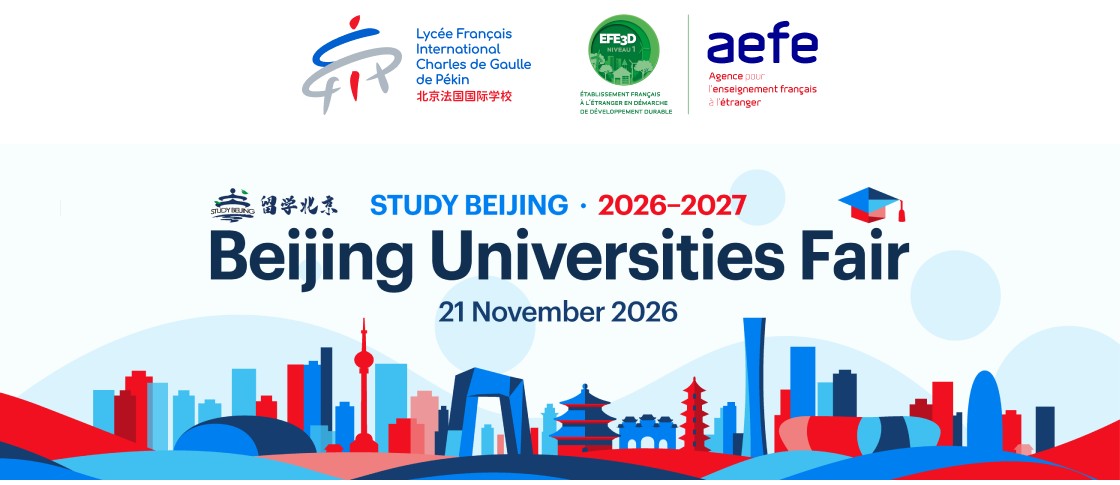 Lycée Français
International
Charles de Gaulle
de Pékin
北京法国国际学校
EFE3D
NIVEAU 1
ÉTABLISSEMENT FRANÇAIS
À L'ÉTRANGER EN DÉMARCHE
DE DÉVELOPPEMENT DURABLE
aefe
Agence pour
l'enseignement français
à l'étranger
STUDY BEIJING
留学北京
STUDY BEIJING · 2026–2027
Beijing Universities Fair
21 November 2026